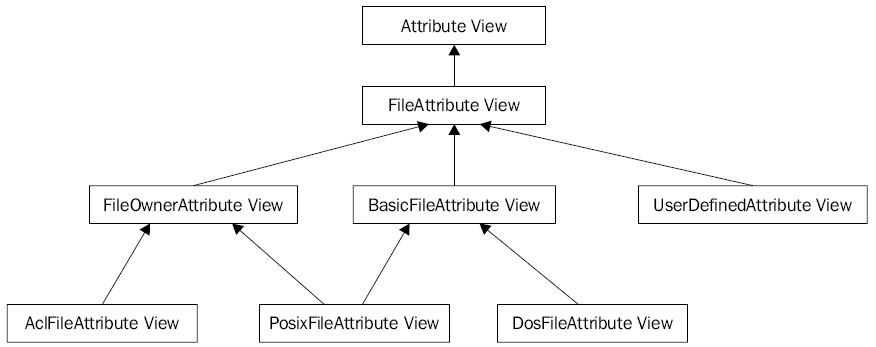 Attribute View
FileAttribute View
FileOwnerAttribute View
BasicFileAttribute View
UserDefinedAttribute View
AclFileAttribute View
PosixFileAttribute View
DosFileAttribute View